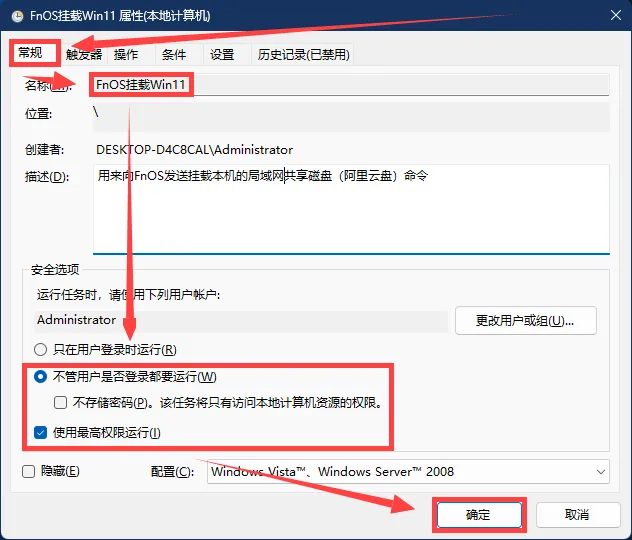 FnOS挂载Win11 属性(本地计算机)
常规 触发器 操作 条件 设置 历史记录(已禁用)
名称(M): FnOS挂载Win11
位置: \
创建者: DESKTOP-D4C8CAL\Administrator
描述(D): 用来向FnOS发送挂载本机的局域网共享磁盘（阿里云盘）命令
安全选项
运行任务时，请使用下列用户帐户:
Administrator 更改用户或组(U)...
只在用户登录时运行(R)
不管用户是否登录都要运行(W)
不存储密码(P)。该任务将只有访问本地计算机资源的权限。
使用最高权限运行(I)
隐藏(E) 配置(C): Windows Vista™、Windows Server™ 2008
确定 取消